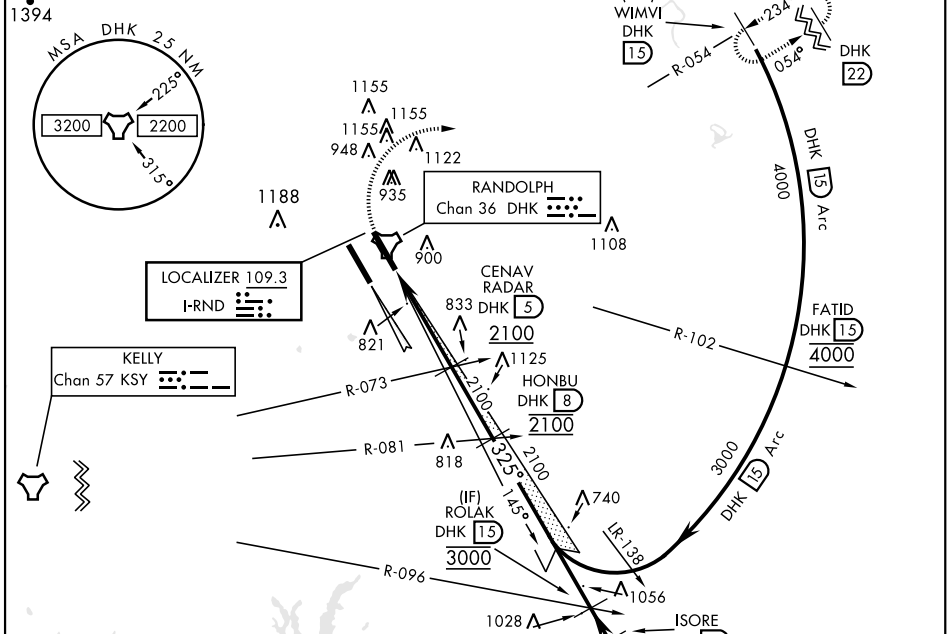 1394
MSA DHK 25 NM
225°
3200
2200
315°
WIMVI
DHK
15
R-054
234
054°
DHK
22
DHK 15 Arc
4000
1155
1155
1155
948
1122
935
1188
RANDOLPH
Chan 36 DHK
1108
900
LOCALIZER 109.3
I-RND
CENAV
RADAR
DHK 5
2100
833
821
1125
FATID
DHK 15
4000
R-102
KELLY
Chan 57 KSY
R-073
2100
HONBU
DHK 8
2100
R-081
818
325°
2100
145°
3000
DHK 15 Arc
740
(IF)
ROLAK
DHK 15
3000
LR-138
R-096
1056
1028
ISORE